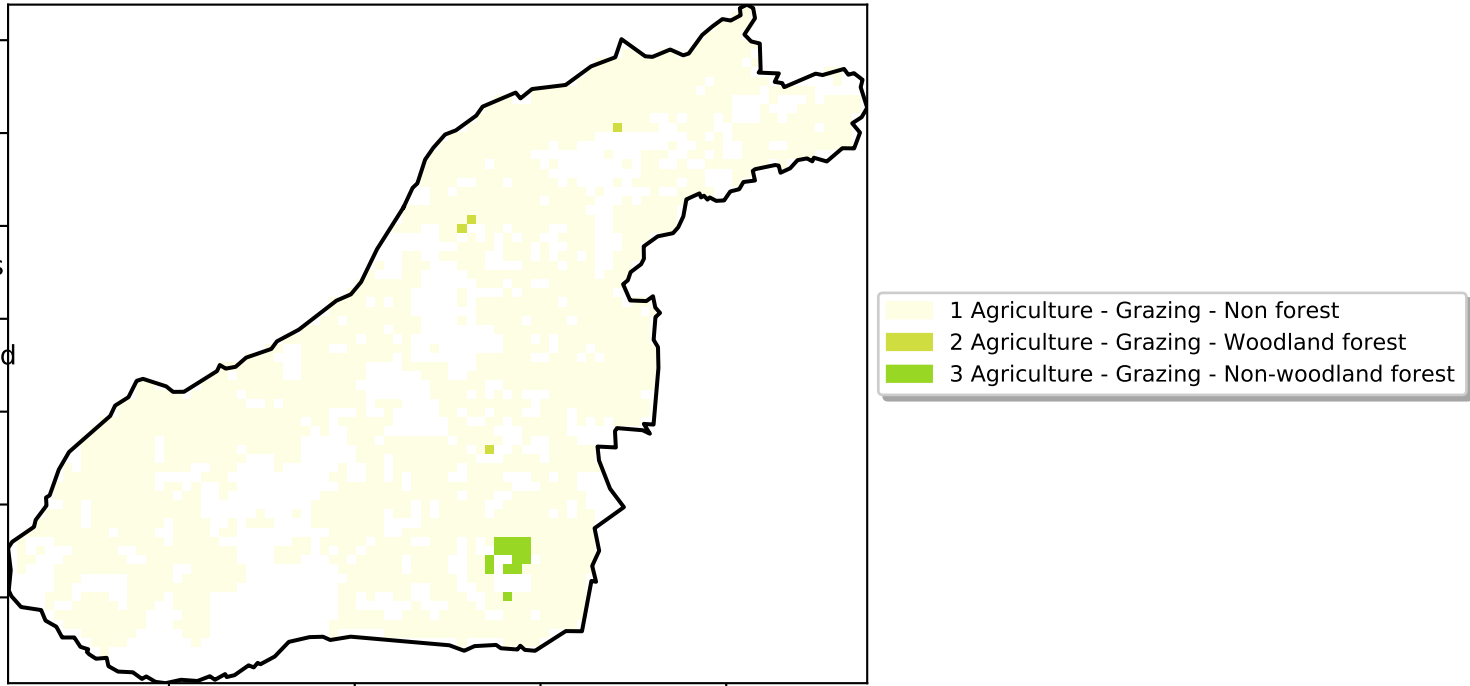 1 Agriculture - Grazing - Non forest
2 Agriculture - Grazing - Woodland forest
3 Agriculture - Grazing - Non-woodland forest
d